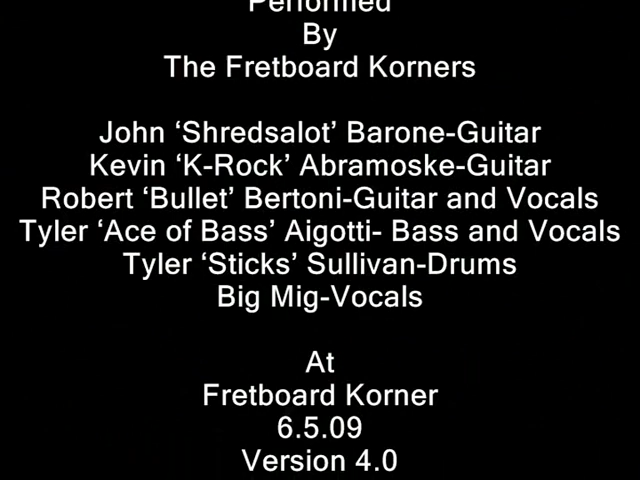 Performed
By
The Fretboard Korners
John ‘Shredsalot’ Barone-Guitar
Kevin ‘K-Rock’ Abramoske-Guitar
Robert ‘Bullet’ Bertoni-Guitar and Vocals
Tyler ‘Ace of Bass’ Aigotti- Bass and Vocals
Tyler ‘Sticks’ Sullivan-Drums
Big Mig-Vocals
At
Fretboard Korner
6.5.09
Version 4.0